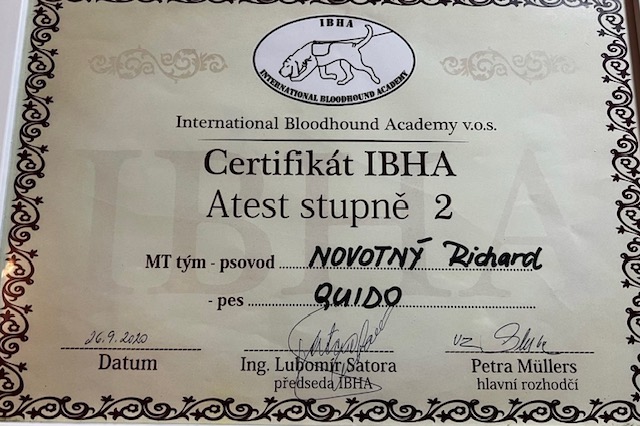 IBHA
INTERNATIONAL BLOODHOUND ACADEMY
International Bloodhound Academy v.o.s.
Certifikát IBHA
Atest stupně 2
MT tým - psovod NOVOTNÝ Richard
- pes QUIDO
26.9.2020
Datum
Ing. Lubomír Šatora
předseda IBHA
Petra Müllers
hlavní rozhodčí